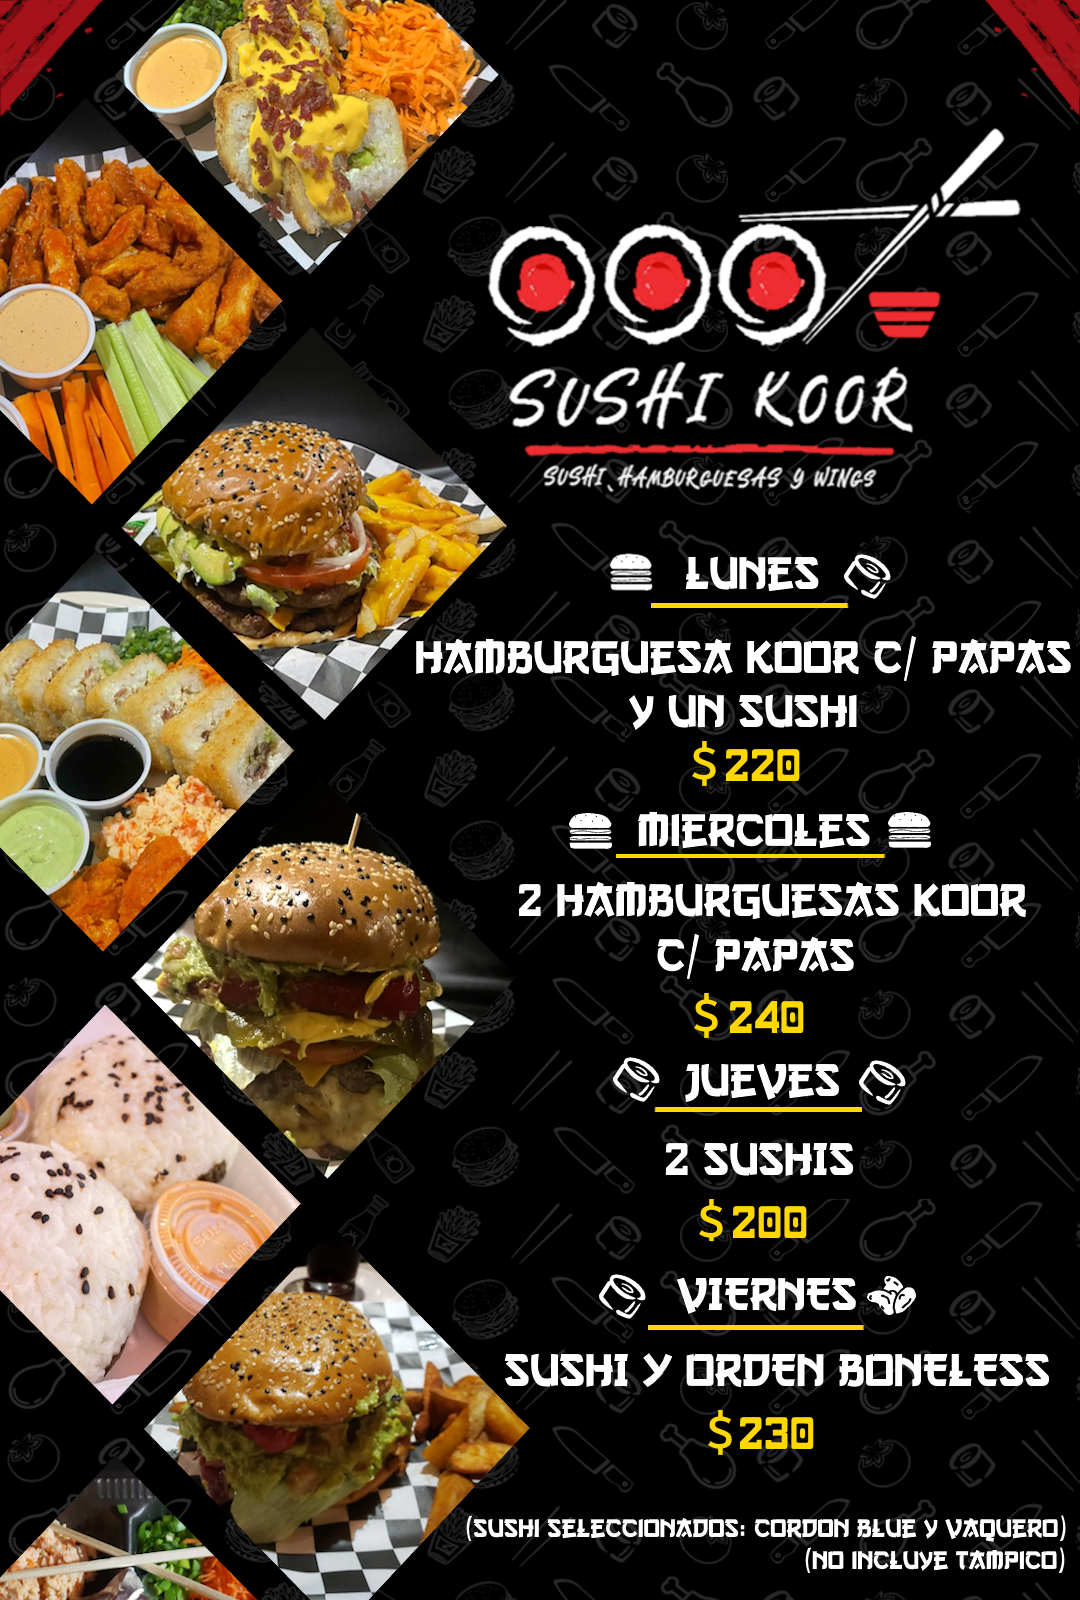 SUSHI KOOR
SUSHI, HAMBURGUESAS Y WINGS
LUNES
HAMBURGUESA KOOR C/ PAPAS
Y UN SUSHI
$220
MIERCOLES
2 HAMBURGUESAS KOOR
C/ PAPAS
$240
JUEVES
2 SUSHIS
$200
VIERNES
SUSHI Y ORDEN BONELESS
$230
(SUSHI SELECCIONADOS: CORDON BLUE Y VAQUERO)
(NO INCLUYE TAMPICO)